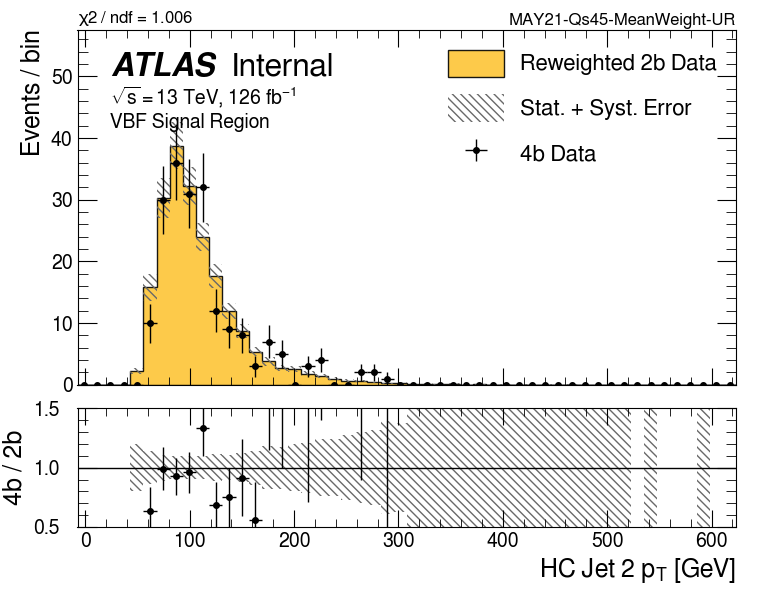 χ2 / ndf = 1.006
MAY21-Qs45-MeanWeight-UR
Events / bin
50
40
30
20
10
0
ATLAS Internal
√s = 13 TeV, 126 fb⁻¹
VBF Signal Region
Reweighted 2b Data
Stat. + Syst. Error
4b Data
4b / 2b
1.5
1.0
0.5
0 100 200 300 400 500 600
HC Jet 2 pT [GeV]